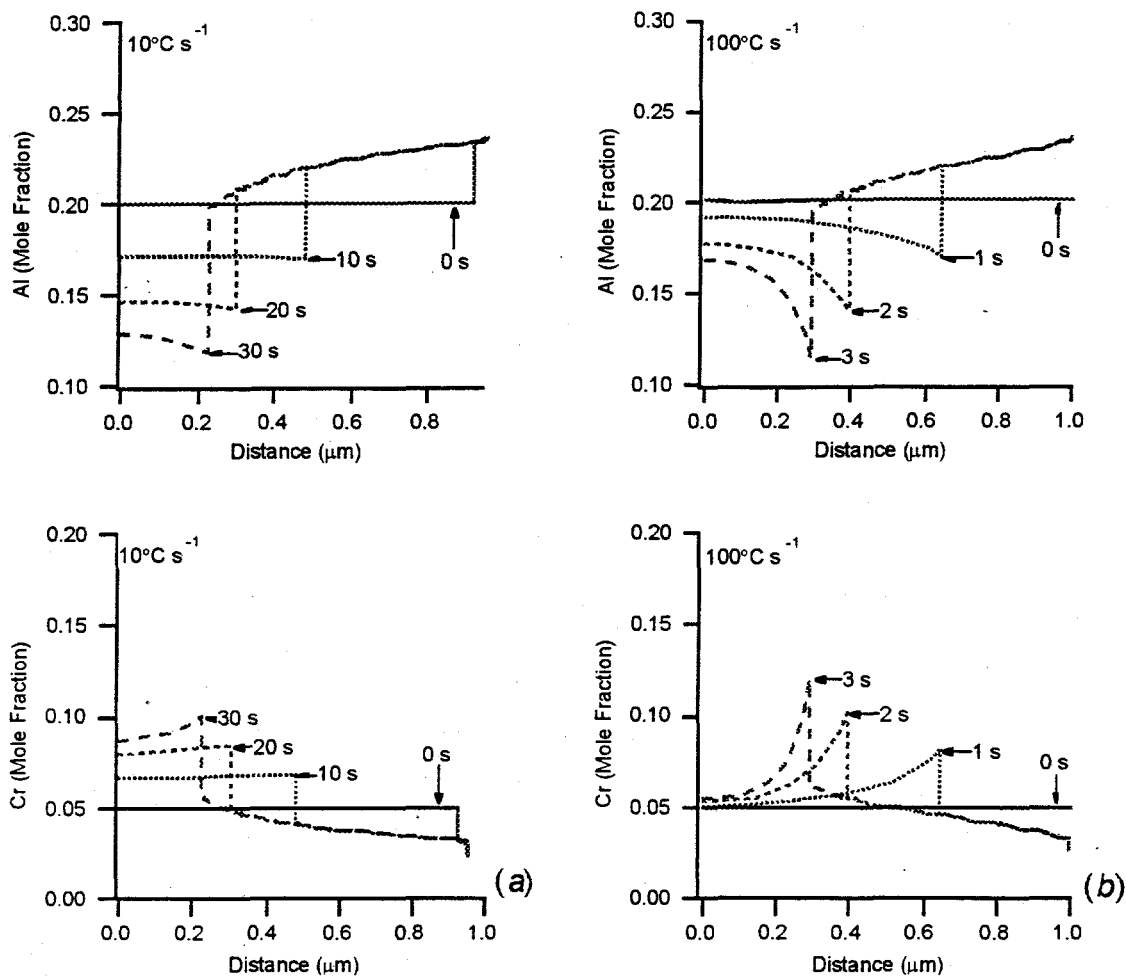 0.30
10°C s⁻¹
0.25
0.20
0.15
0.10
Al (Mole Fraction)
0 s
10 s
20 s
30 s
0.0 0.2 0.4 0.6 0.8
Distance (μm)
0.30
100°C s⁻¹
0.25
0.20
0.15
0.10
Al (Mole Fraction)
0 s
1 s
2 s
3 s
0.0 0.2 0.4 0.6 0.8 1.0
Distance (μm)
0.20
10°C s⁻¹
0.15
0.10
0.05
0.00
Cr (Mole Fraction)
30 s
20 s
10 s
0 s
(a)
0.0 0.2 0.4 0.6 0.8 1.0
Distance (μm)
0.20
100°C s⁻¹
0.15
0.10
0.05
0.00
Cr (Mole Fraction)
3 s
2 s
1 s
0 s
(b)
0.0 0.2 0.4 0.6 0.8 1.0
Distance (μm)